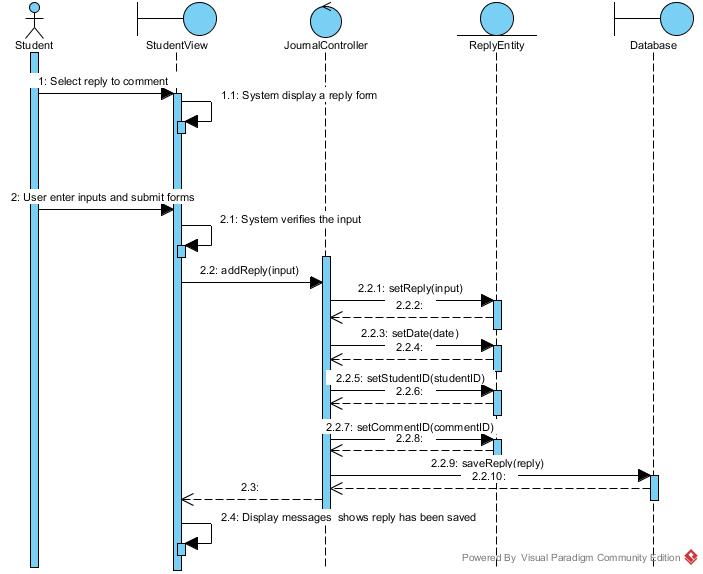 Student
StudentView
JournalController
ReplyEntity
Database
1: Select reply to comment
1.1: System display a reply form
2: User enter inputs and submit forms
2.1: System verifies the input
2.2: addReply(input)
2.2.1: setReply(input)
2.2.2:
2.2.3: setDate(date)
2.2.4:
2.2.5: setStudentID(studentID)
2.2.6:
2.2.7: setCommentID(commentID)
2.2.8:
2.2.9: saveReply(reply)
2.2.10:
2.3:
2.4: Display messages  shows reply has been saved
Powered By  Visual Paradigm Community Edition